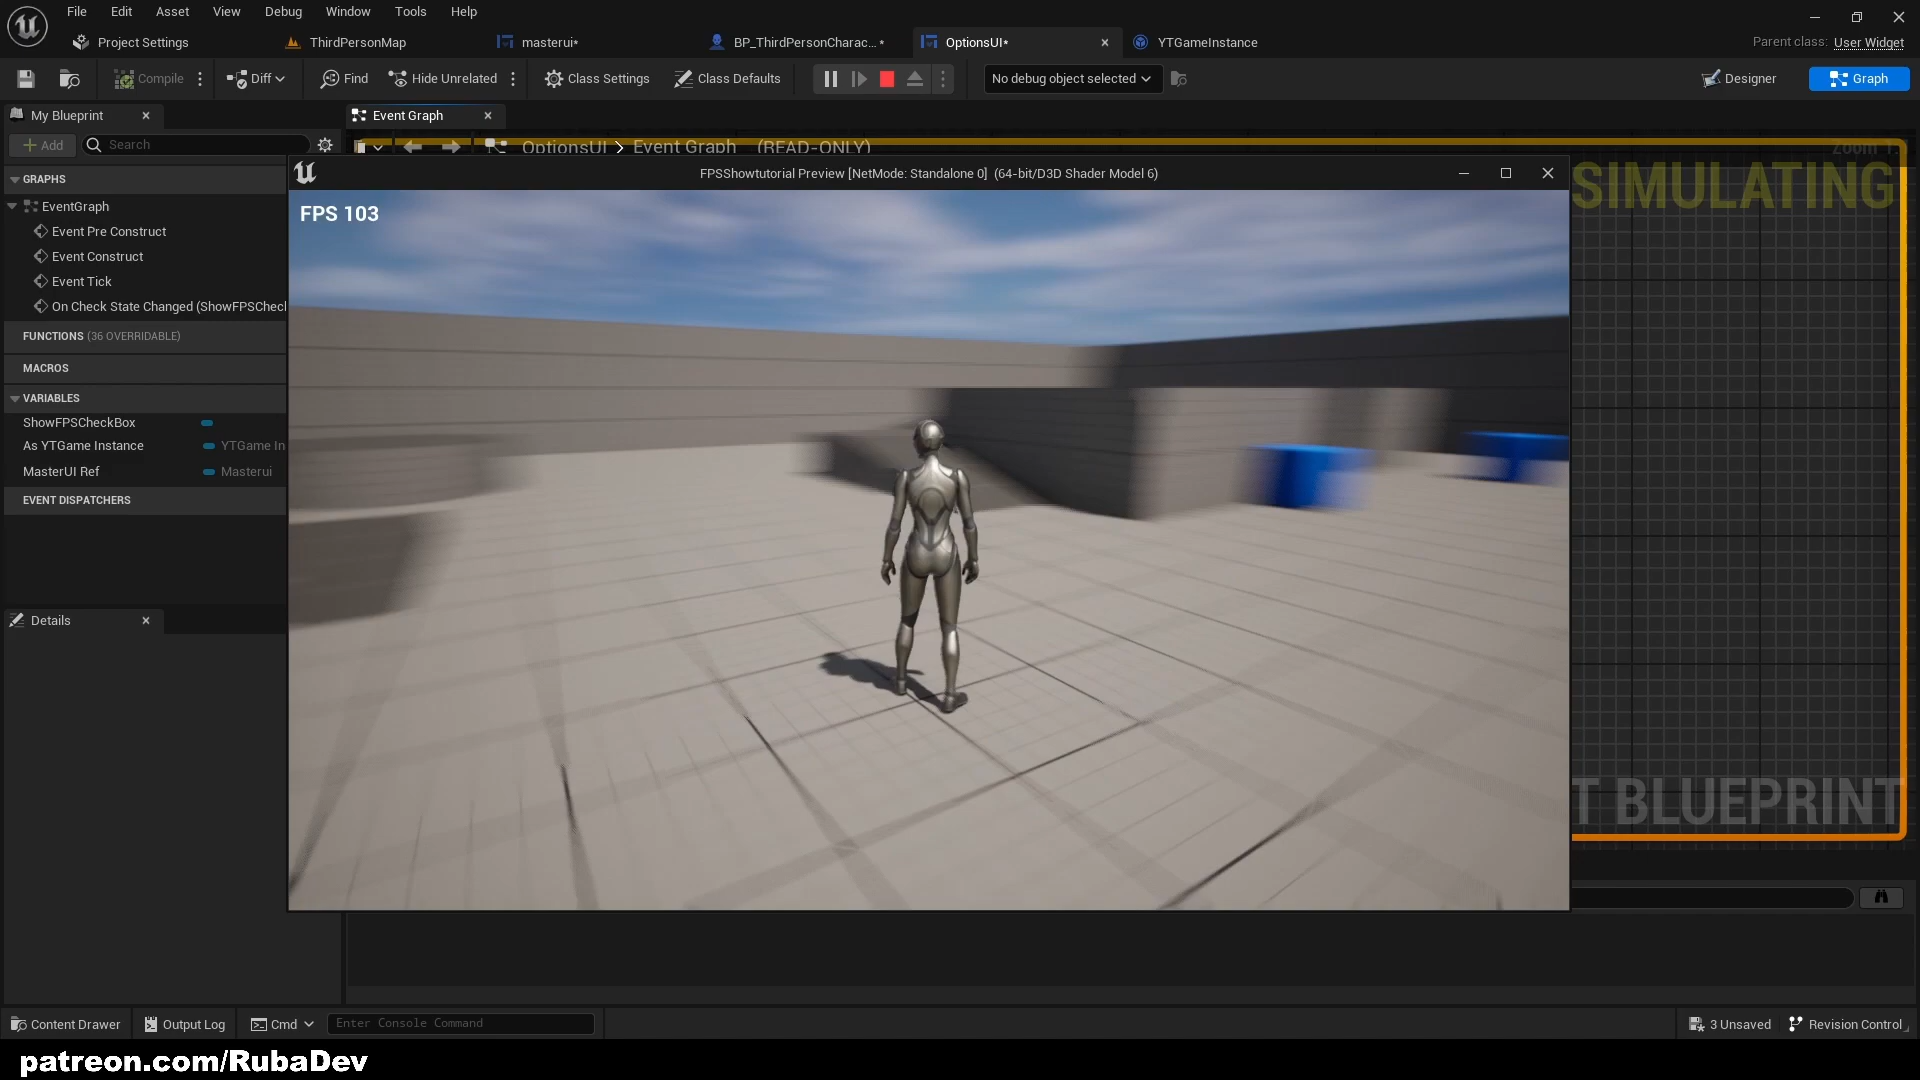 File Edit Asset View Debug Window Tools Help
Project Settings ThirdPersonMap masterui* BP_ThirdPersonCharac...* OptionsUI* YTGameInstance Parent class: User Widget
Compile Diff Find Hide Unrelated Class Settings Class Defaults No debug object selected Designer Graph
My Blueprint Event Graph
Add Search OptionsUI > Event Graph (READ-ONLY)
FPSShowtutorial Preview [NetMode: Standalone 0] (64-bit/D3D Shader Model 6)
SIMULATING
FPS 103
GRAPHS
EventGraph
Event Pre Construct
Event Construct
Event Tick
On Check State Changed (ShowFPSChecl
FUNCTIONS (36 OVERRIDABLE)
MACROS
VARIABLES
ShowFPSCheckBox
As YTGame Instance YTGame In
MasterUI Ref Masterui
EVENT DISPATCHERS
Details
T BLUEPRINT
Content Drawer Output Log Cmd Enter Console Command 3 Unsaved Revision Control
patreon.com/RubaDev